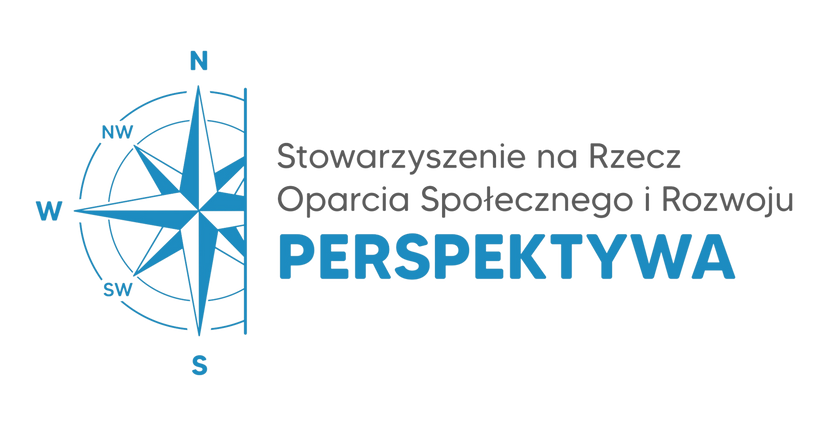 N
NW
W
SW
S
Stowarzyszenie na Rzecz
Oparcia Społecznego i Rozwoju
PERSPEKTYWA